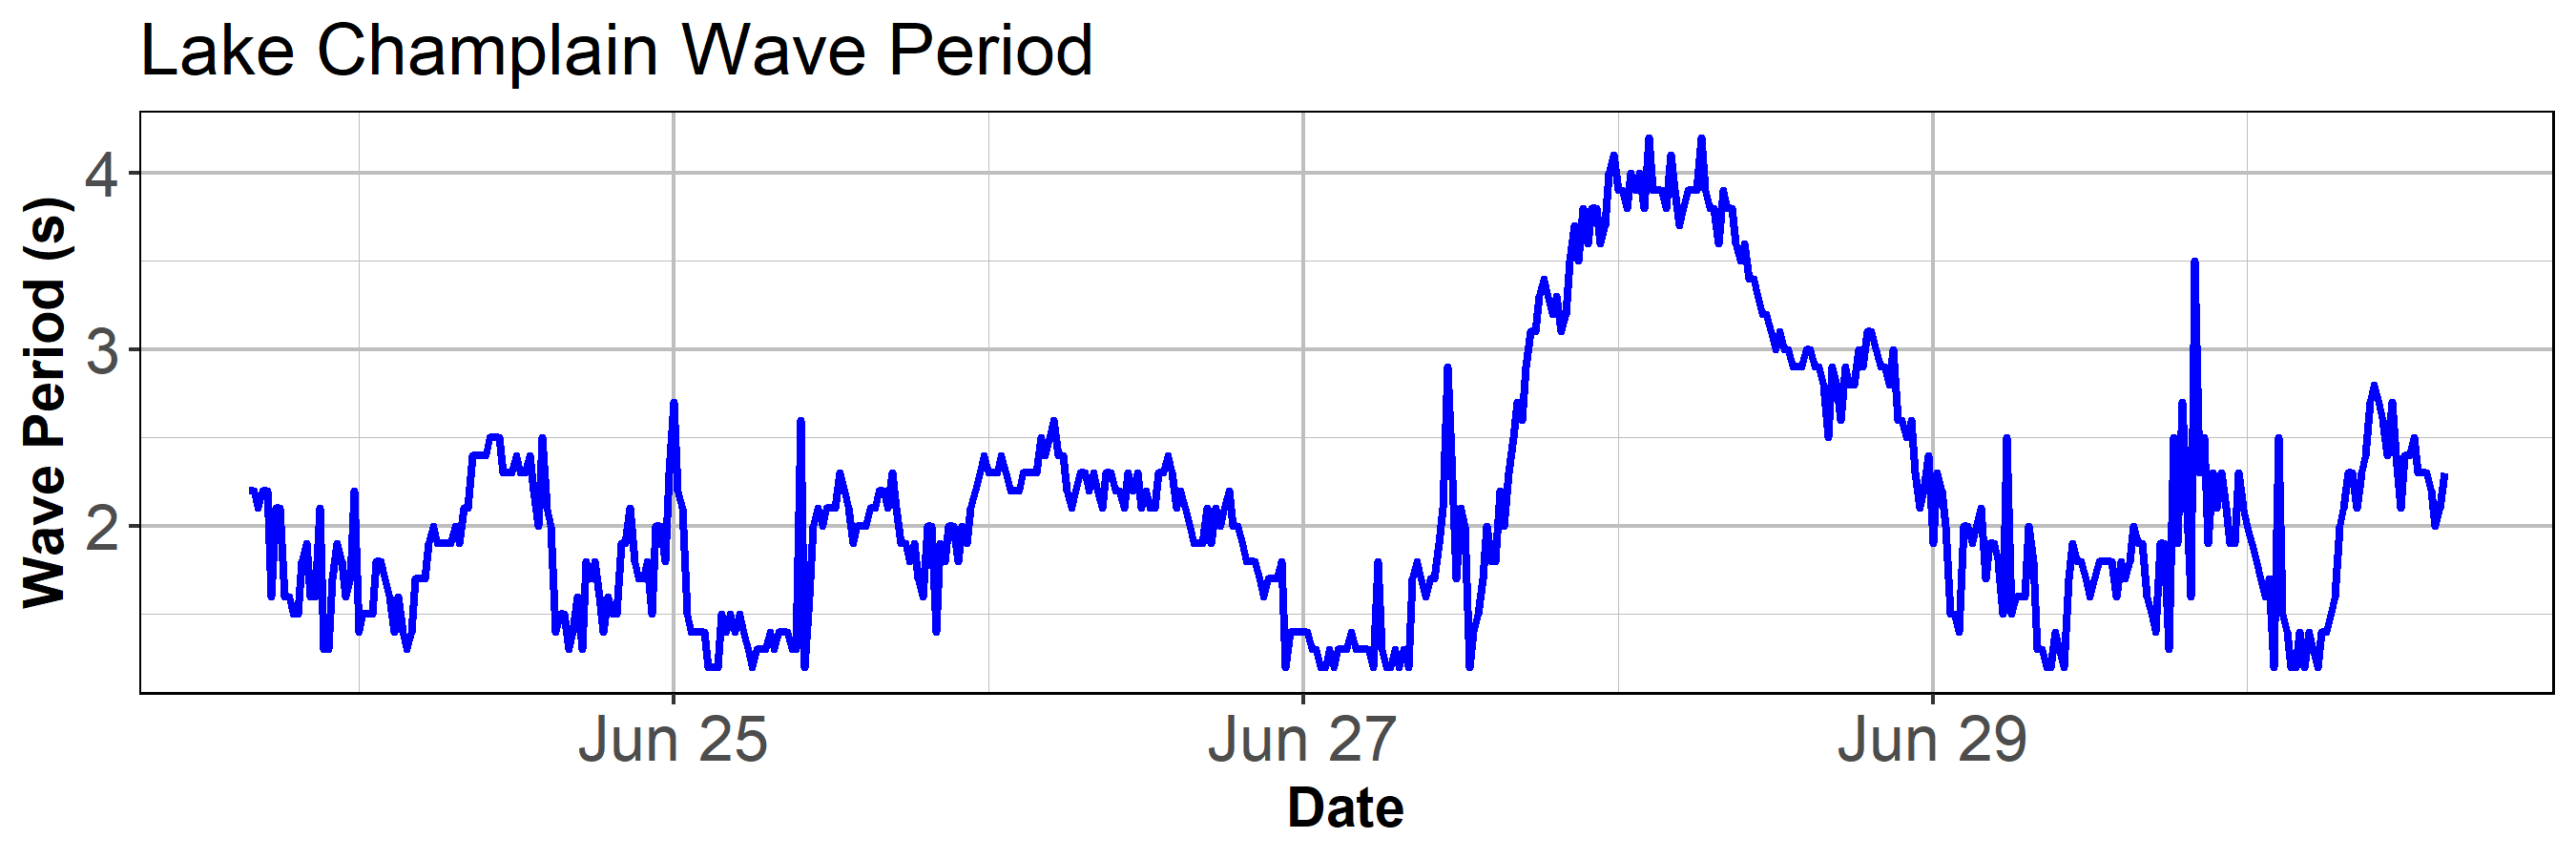 Lake Champlain Wave Period
Wave Period (s)
4
3
2
Jun 25
Jun 27
Jun 29
Date